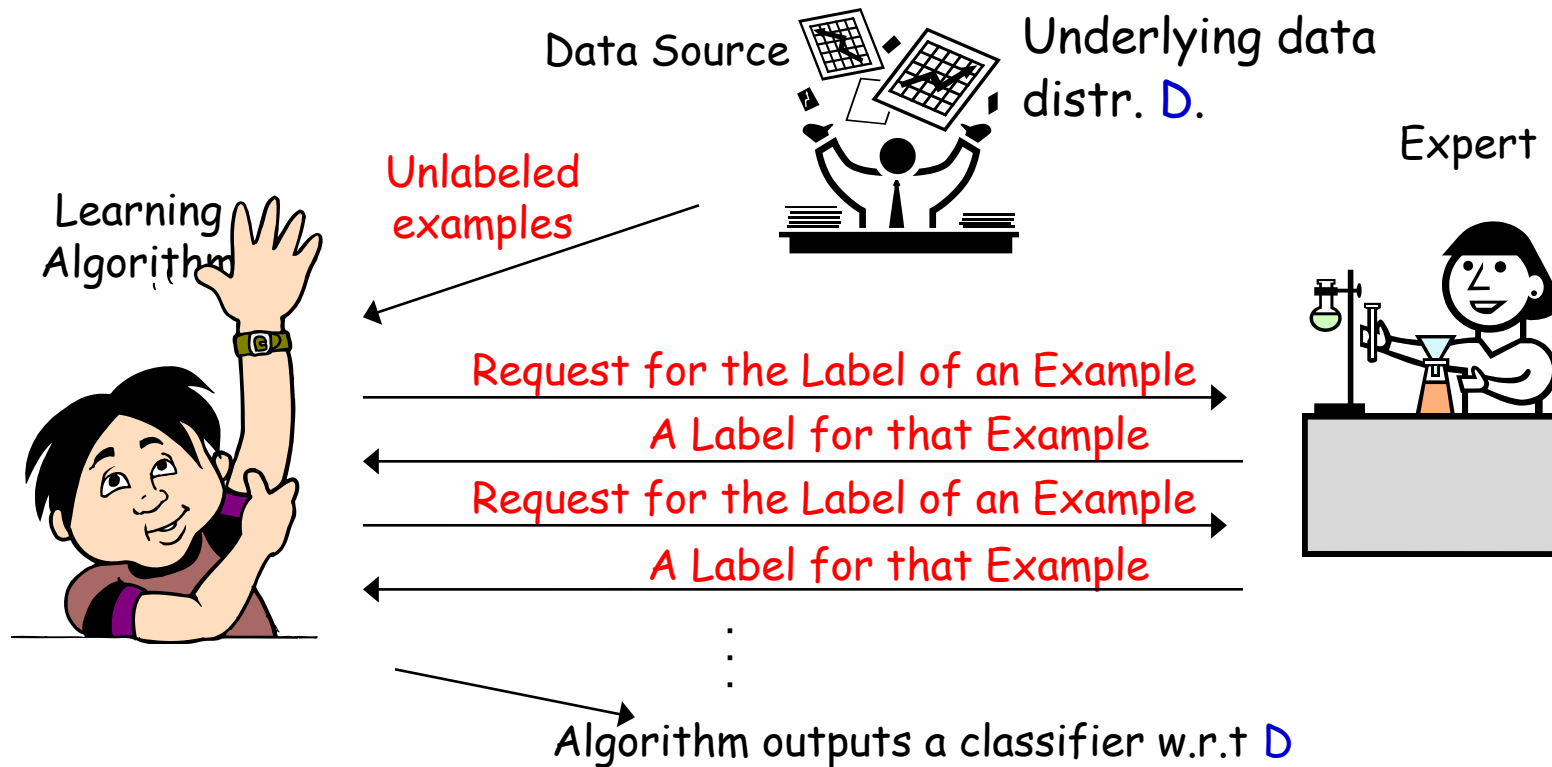 Data Source
Underlying data
distr. D.
Expert
Unlabeled
examples
Learning
Algorithm
Request for the Label of an Example
A Label for that Example
Request for the Label of an Example
A Label for that Example
.
.
.
Algorithm outputs a classifier w.r.t D